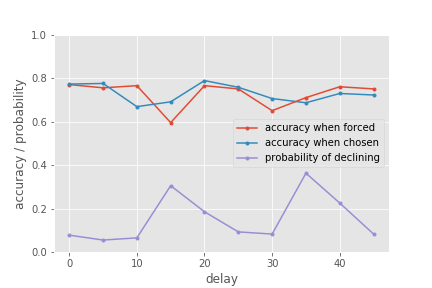 1.0
0.8
0.6
0.4
0.2
0.0
accuracy / probability
accuracy when forced
accuracy when chosen
probability of declining
0 10 20 30 40
delay